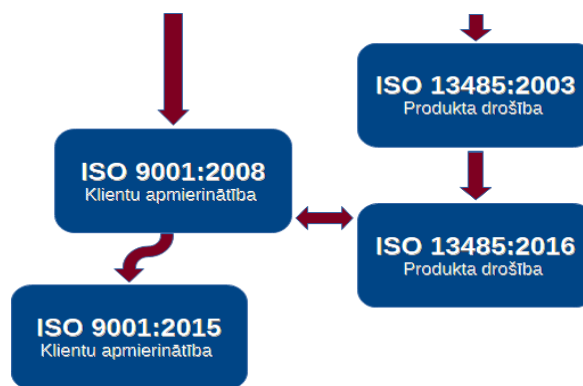 ISO 13485:2003
Produkta drošība
ISO 9001:2008
Klientu apmierinātība
ISO 13485:2016
Produkta drošība
ISO 9001:2015
Klientu apmierinātība